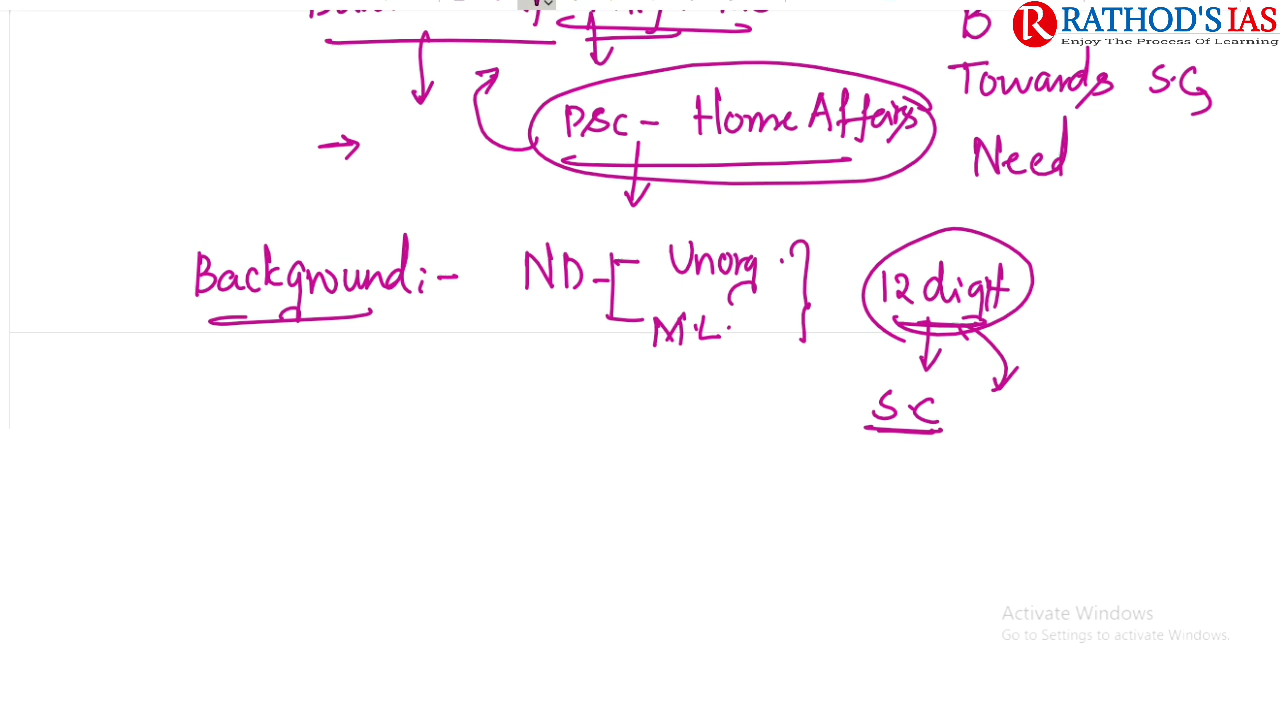 RATHOD'S IAS
Enjoy The Process Of Learning
B
Towards S.G
Need
PSC - Home Affairs
Background :- ND - Unorg.
M.L.
12 digit
S.C
Activate Windows
Go to Settings to activate Windows.